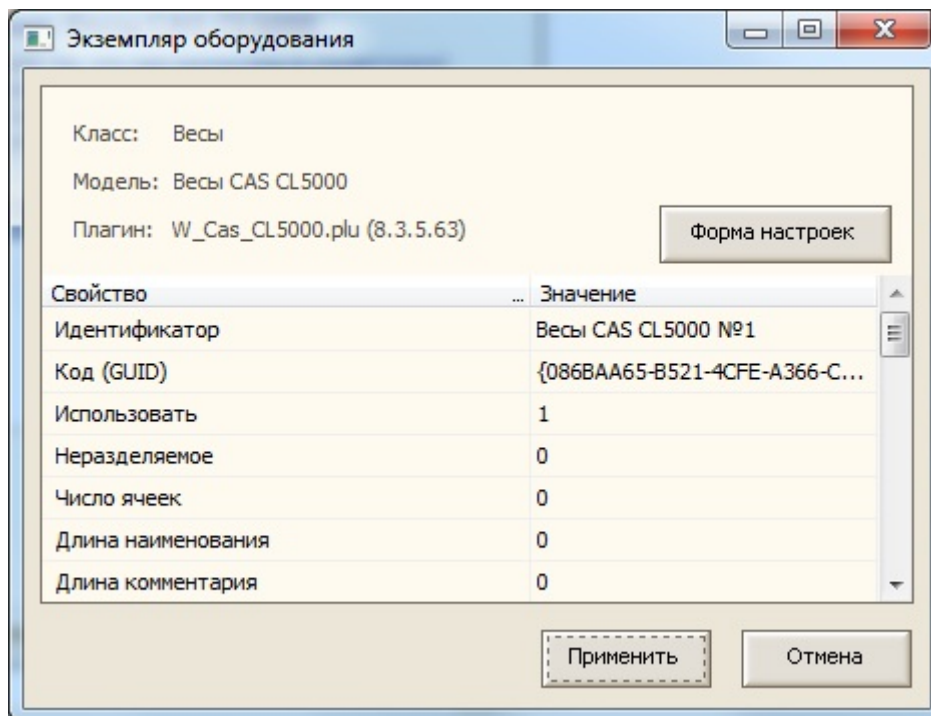 Экземпляр оборудования
Класс: Весы
Модель: Весы CAS CL5000
Плагин: W_Cas_CL5000.plu (8.3.5.63)
Форма настроек
Свойство ... Значение
Идентификатор Весы CAS CL5000 №1
Код (GUID) {086BAA65-B521-4CFE-A366-C...
Использовать 1
Неразделяемое 0
Число ячеек 0
Длина наименования 0
Длина комментария 0
Применить Отмена